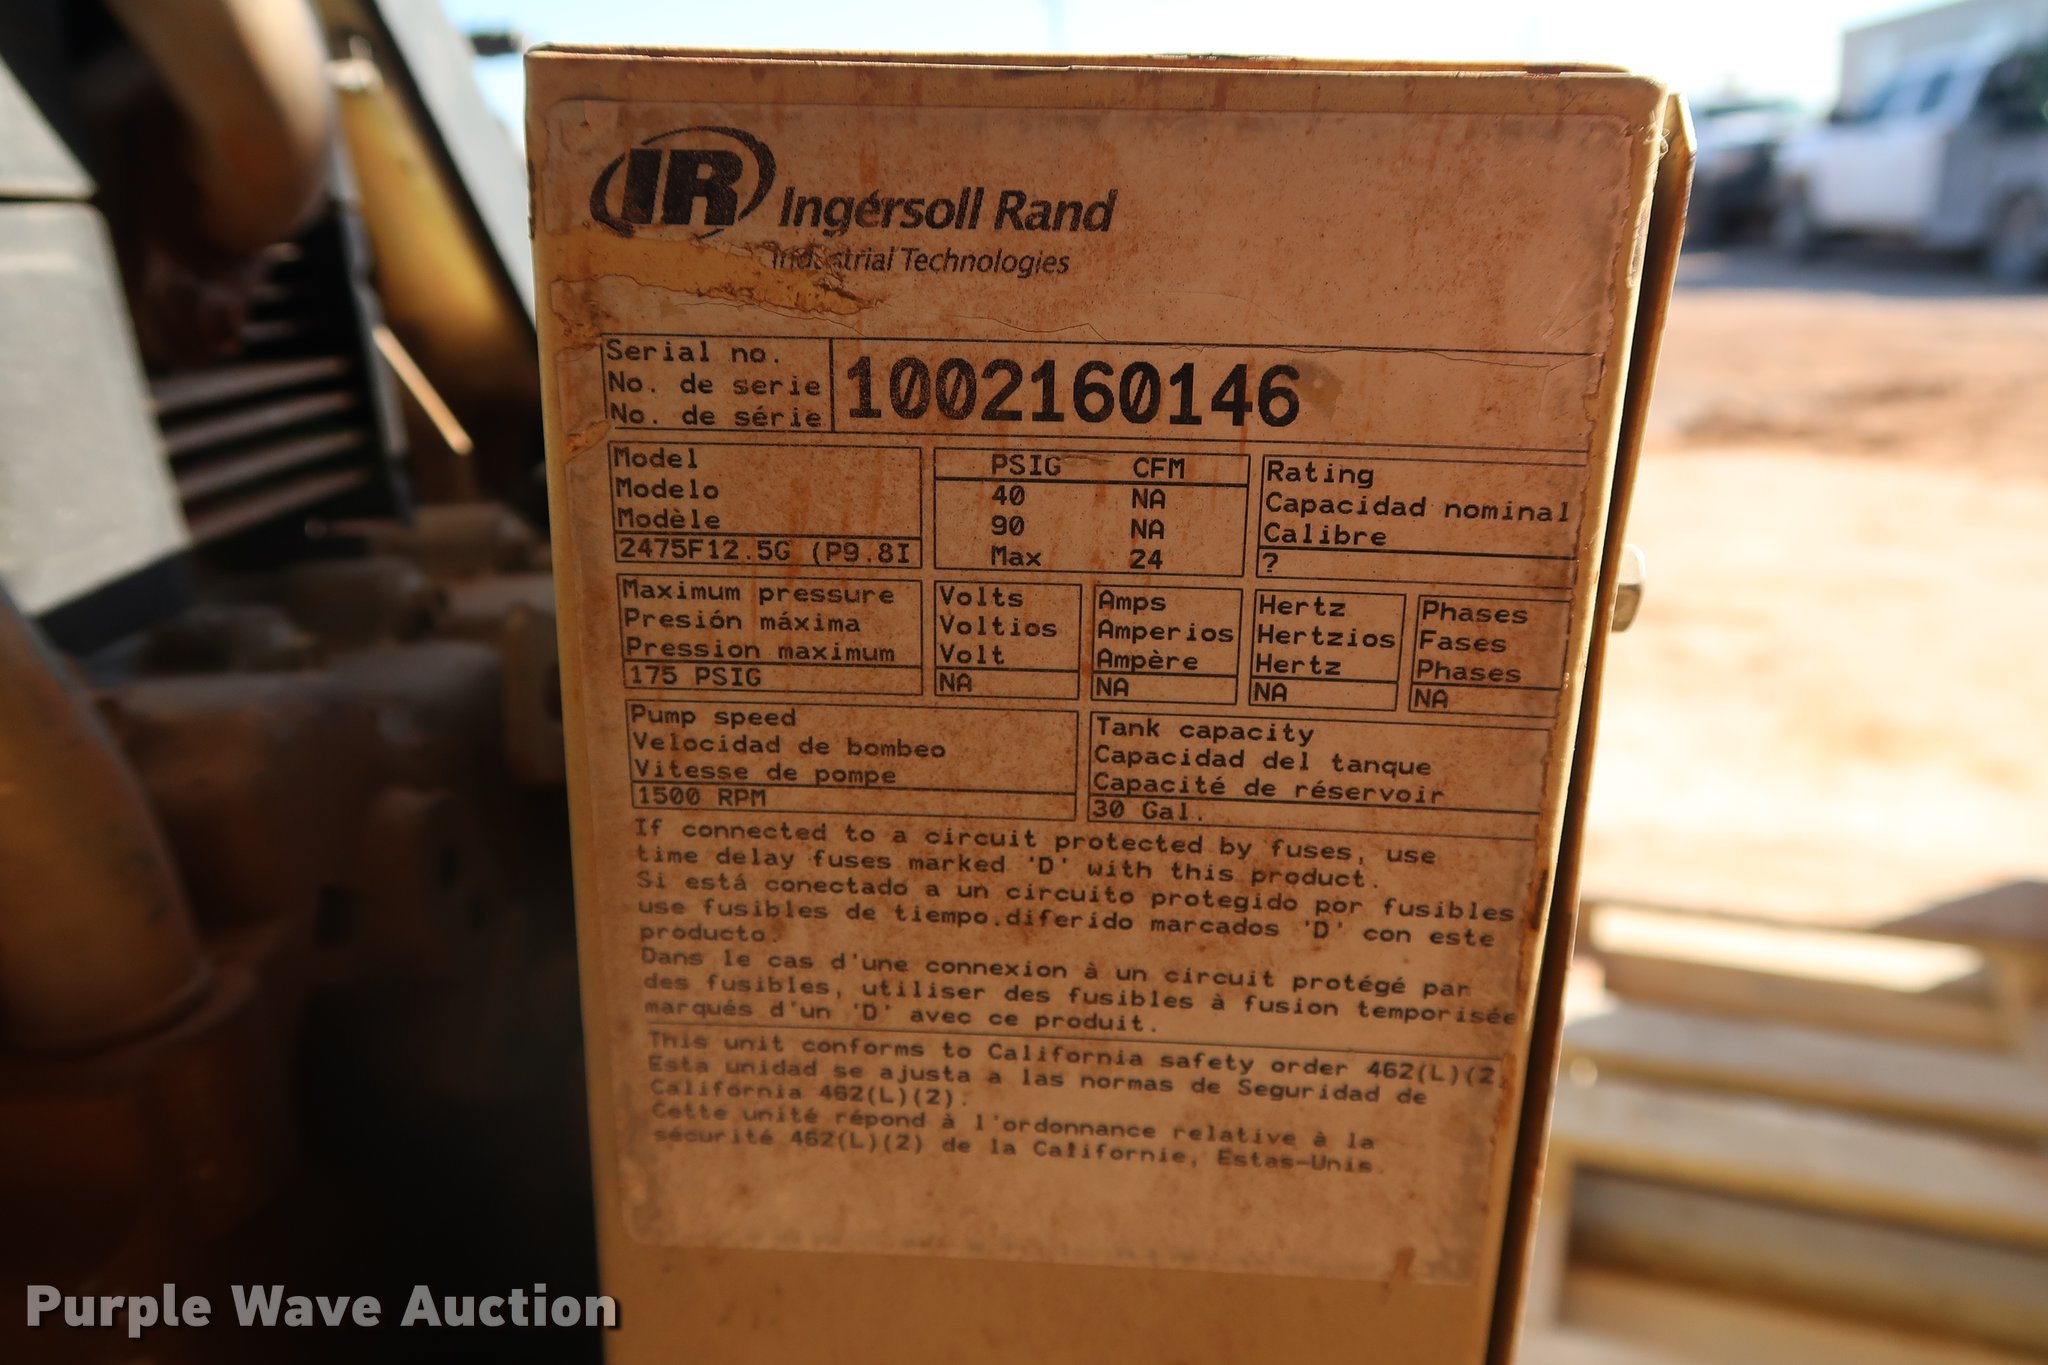 IR Ingersoll Rand
Industrial Technologies
Serial no.
No. de serie
No. de série
1002160146
Model
Modelo
Modèle
2475F12.5G (P9.8I
PSIG CFM
40 NA
90 NA
Max 24
Rating
Capacidad nominal
Calibre
?
Maximum pressure
Presión máxima
Pression maximum
175 PSIG
Volts
Voltios
Volt
NA
Amps
Amperios
Ampère
NA
Hertz
Hertzios
Hertz
NA
Phases
Fases
Phases
NA
Pump speed
Velocidad de bombeo
Vitesse de pompe
1500 RPM
Tank capacity
Capacidad del tanque
Capacité de réservoir
30 Gal.
If connected to a circuit protected by fuses, use
time delay fuses marked 'D' with this product.
Si está conectado a un circuito protegido por fusibles
use fusibles de tiempo.diferido marcados 'D' con este
producto.
Dans le cas d'une connexion à un circuit protégé par
des fusibles, utiliser des fusibles à fusion temporisée
marqués d'un 'D' avec ce produit.
This unit conforms to California safety order 462(L)(2)
Esta unidad se ajusta a las normas de Seguridad de
California 462(L)(2).
Cette unité répond à l'ordonnance relative à la
sécurité 462(L)(2) de la Californie, Estas-Unis.
Purple Wave Auction